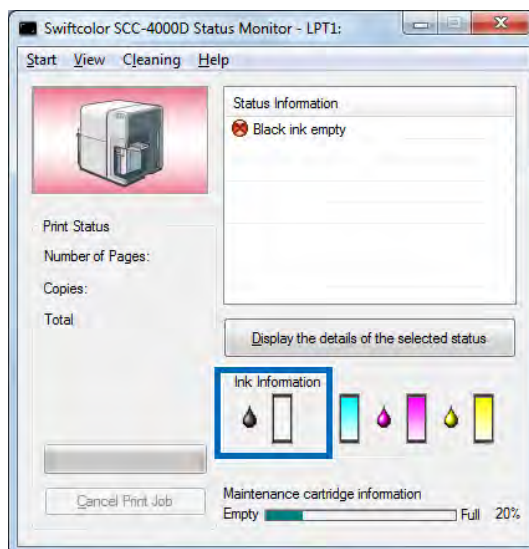 Swiftcolor SCC-4000D Status Monitor - LPT1:
Start View Cleaning Help
Status Information
Black ink empty
Print Status
Number of Pages:
Copies:
Total
Display the details of the selected status
Ink Information
Cancel Print Job
Maintenance cartridge information
Empty Full 20%